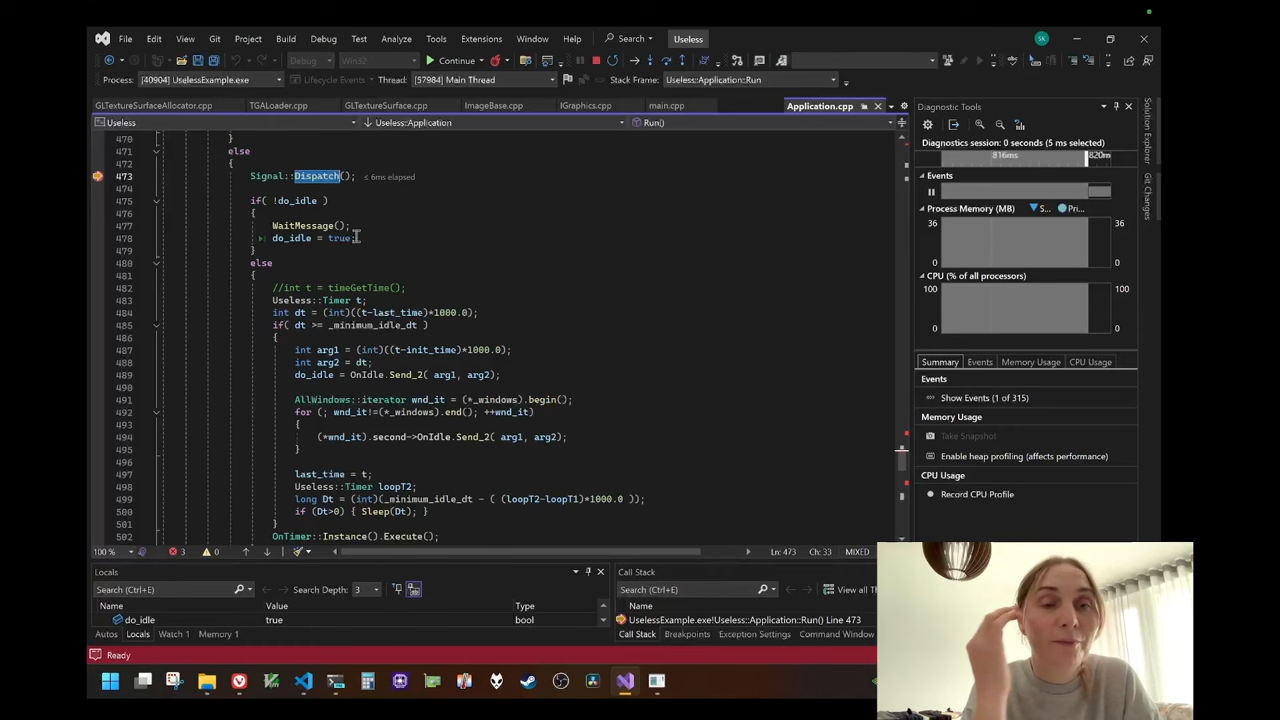 File Edit View Git Project Build Debug Test Analyze Tools Extensions Window Help Search Useless SK
Debug Win32 Continue
Process: [40904] UselessExample.exe Lifecycle Events Thread: [57984] Main Thread Stack Frame: Useless::Application::Run
GLTextureSurfaceAllocator.cpp TGALoader.cpp GLTextureSurface.cpp ImageBase.cpp IGraphics.cpp main.cpp Application.cpp
Useless Useless::Application Run()
470 }
471 else
472 {
473 Signal::Dispatch(); ≤ 6ms elapsed
474
475 if( !do_idle )
476 {
477 WaitMessage();
478 do_idle = true;
479 }
480 else
481 {
482 //int t = timeGetTime();
483 Useless::Timer t;
484 int dt = (int)((t-last_time)*1000.0);
485 if( dt >= _minimum_idle_dt )
486 {
487 int arg1 = (int)((t-init_time)*1000.0);
488 int arg2 = dt;
489 do_idle = OnIdle.Send_2( arg1, arg2);
490
491 AllWindows::iterator wnd_it = (*_windows).begin();
492 for (; wnd_it!=(*_windows).end(); ++wnd_it)
493 {
494 (*wnd_it).second->OnIdle.Send_2( arg1, arg2);
495 }
496
497 last_time = t;
498 Useless::Timer loopT2;
499 long Dt = (int)(_minimum_idle_dt - ( (loopT2-loopT1)*1000.0 ));
500 if (Dt>0) { Sleep(Dt); }
501 }
502 OnTimer.Instance().Execute();
100 % 3 0 Ln: 473 Ch: 33 MIXED
Diagnostic Tools
Diagnostics session: 0 seconds (5 ms selected)
816ms 820m
Events
Process Memory (MB) S... Pri...
36 36
0 0
CPU (% of all processors)
100 100
0 0
Summary Events Memory Usage CPU Usage
Events
Show Events (1 of 315)
Memory Usage
Take Snapshot
Enable heap profiling (affects performance)
CPU Usage
Record CPU Profile
Solution Explorer
Git Changes
Locals
Search (Ctrl+E) Search Depth: 3
Name Value Type
do_idle true bool
Autos Locals Watch 1 Memory 1
Call Stack
Search (Ctrl+E) View all Th
Name
UselessExample.exe!Useless::Application::Run() Line 473
Call Stack Breakpoints Exception Settings Command Window
Ready